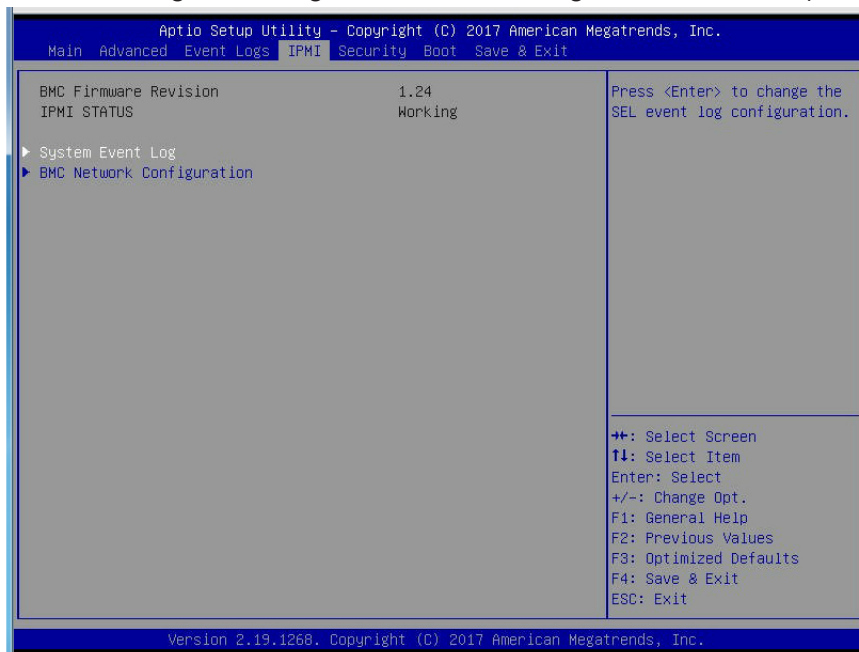 Aptio Setup Utility – Copyright (C) 2017 American Megatrends, Inc.
Main Advanced Event Logs IPMI Security Boot Save & Exit
BMC Firmware Revision 1.24
IPMI STATUS Working
▶ System Event Log
▶ BMC Network Configuration
Press <Enter> to change the
SEL event log configuration.
→←: Select Screen
↑↓: Select Item
Enter: Select
+/-: Change Opt.
F1: General Help
F2: Previous Values
F3: Optimized Defaults
F4: Save & Exit
ESC: Exit
Version 2.19.1268. Copyright (C) 2017 American Megatrends, Inc.